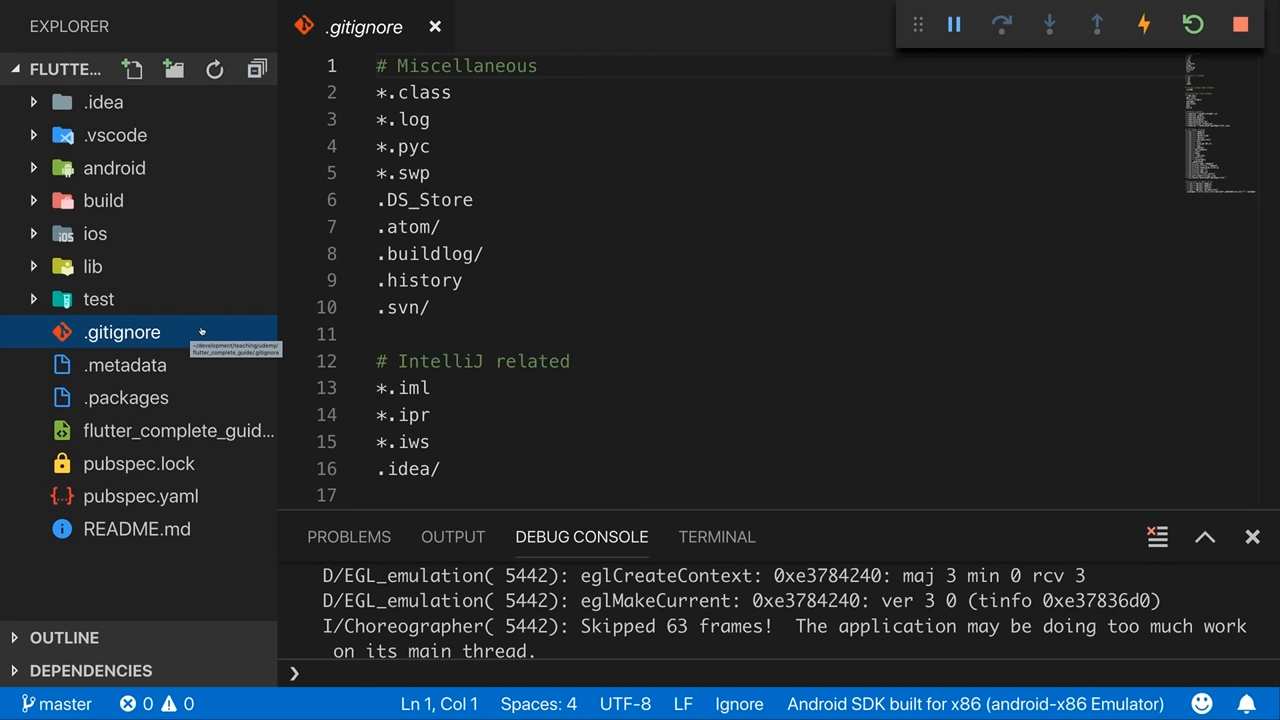 EXPLORER
FLUTTE...
.idea
.vscode
android
build
ios
lib
test
.gitignore
~/development/teaching/udemy/
flutter_complete_guide/.gitignore
.metadata
.packages
flutter_complete_guid...
pubspec.lock
pubspec.yaml
README.md
OUTLINE
DEPENDENCIES
.gitignore
1 # Miscellaneous
2 *.class
3 *.log
4 *.pyc
5 *.swp
6 .DS_Store
7 .atom/
8 .buildlog/
9 .history
10 .svn/
11
12 # IntelliJ related
13 *.iml
14 *.ipr
15 *.iws
16 .idea/
17
PROBLEMS OUTPUT DEBUG CONSOLE TERMINAL
D/EGL_emulation( 5442): eglCreateContext: 0xe3784240: maj 3 min 0 rcv 3
D/EGL_emulation( 5442): eglMakeCurrent: 0xe3784240: ver 3 0 (tinfo 0xe37836d0)
I/Choreographer( 5442): Skipped 63 frames!  The application may be doing too much work
on its main thread.
master 0 0 Ln 1, Col 1 Spaces: 4 UTF-8 LF Ignore Android SDK built for x86 (android-x86 Emulator)